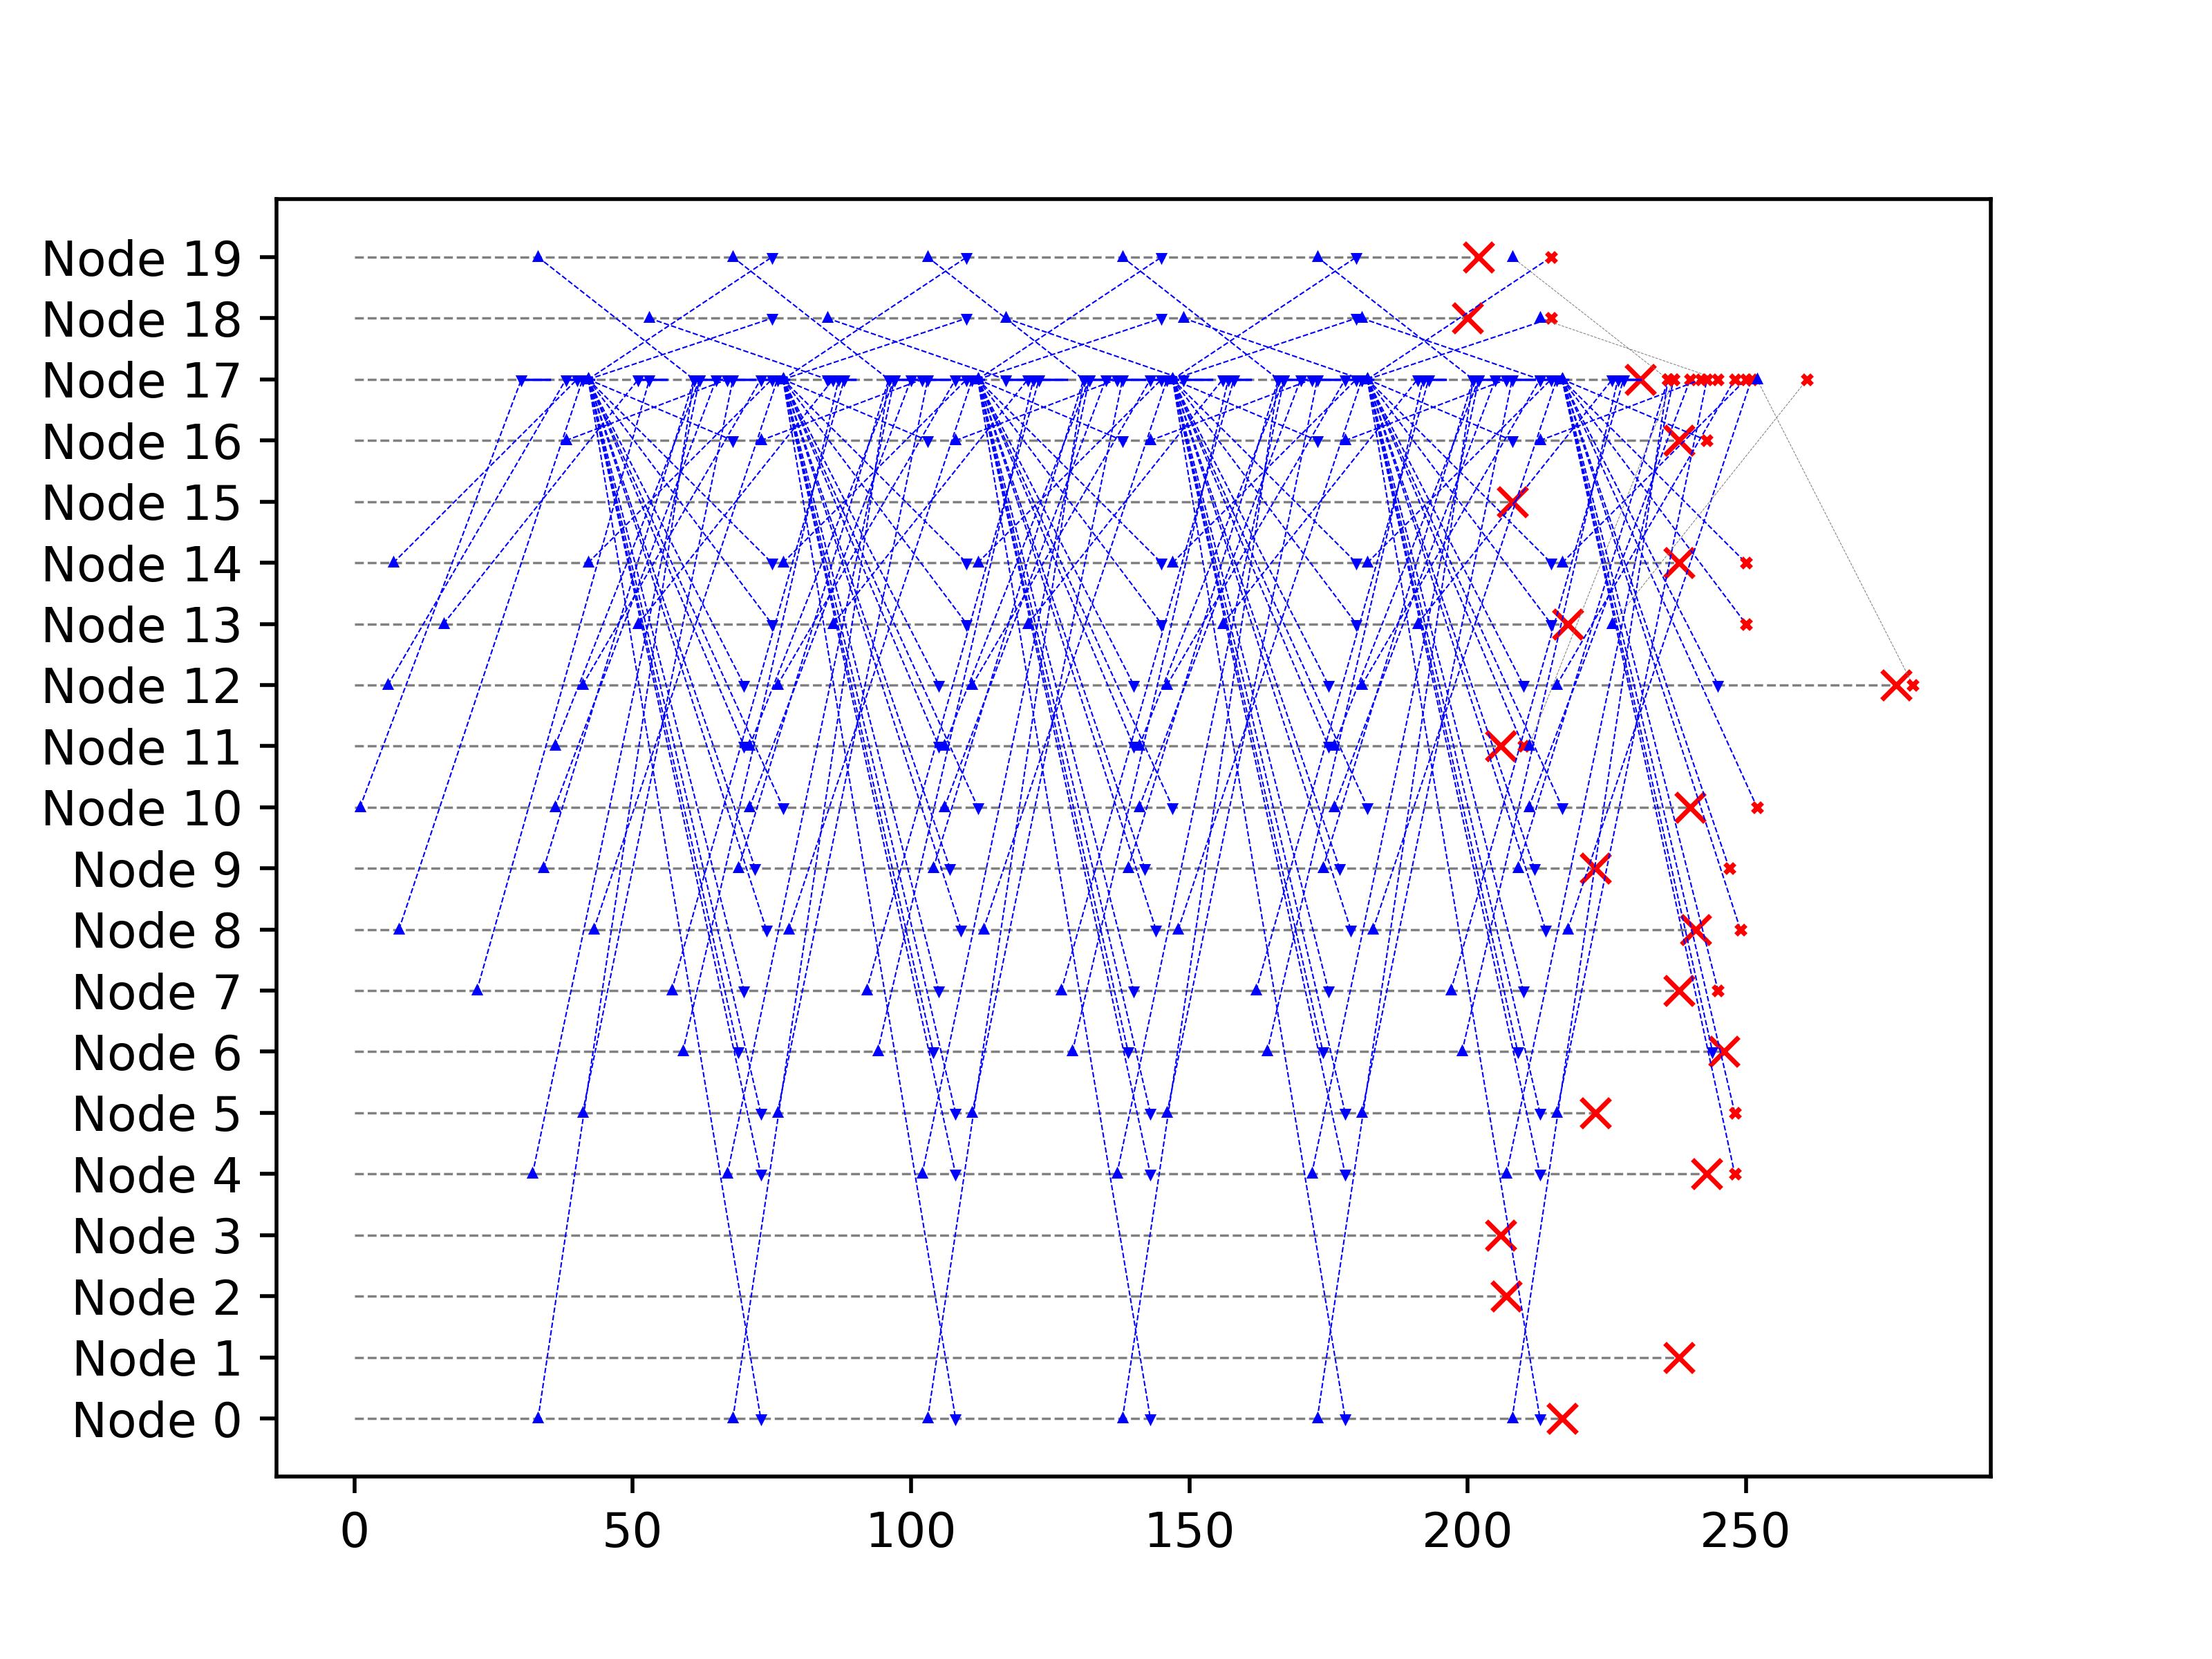 Node 19
Node 18
Node 17
Node 16
Node 15
Node 14
Node 13
Node 12
Node 11
Node 10
Node 9
Node 8
Node 7
Node 6
Node 5
Node 4
Node 3
Node 2
Node 1
Node 0
0 50 100 150 200 250